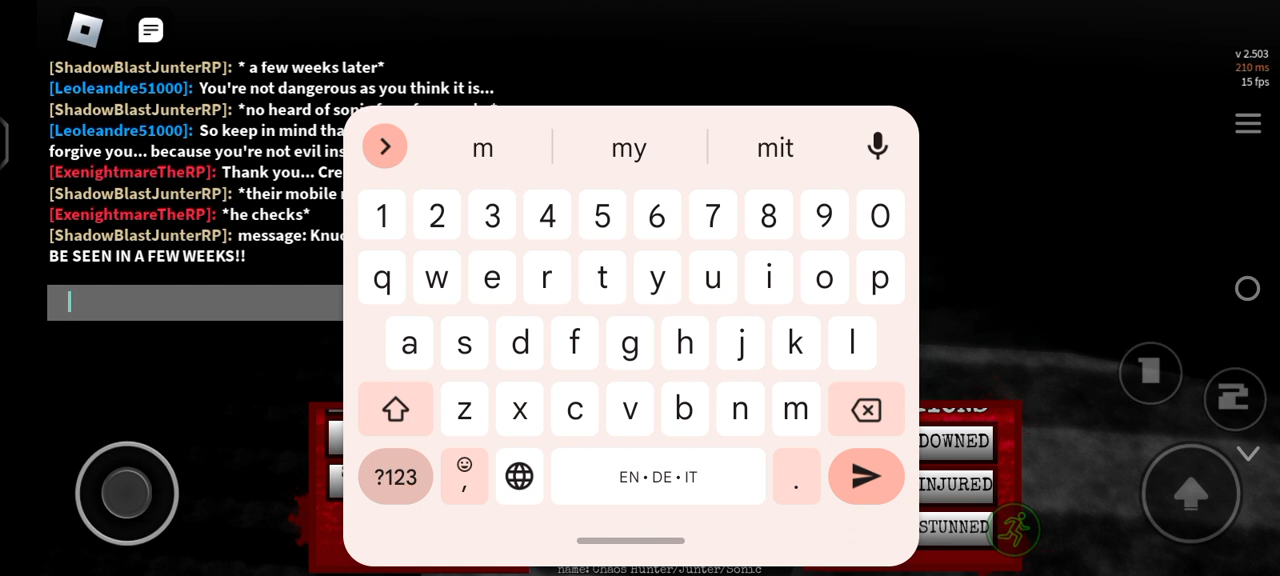 v 2.503
210 ms
15 fps
[ShadowBlastJunterRP]: * a few weeks later*
[Leoleandre51000]: You're not dangerous as you think it is...
[ShadowBlastJunterRP]: *no heard of
[Leoleandre51000]: So keep in mind
forgive you... because you're not evil
[ExenightmareTheRP]: Thank you...
[ShadowBlastJunterRP]: *their mobile
[ExenightmareTheRP]: *he checks*
[ShadowBlastJunterRP]: message:
BE SEEN IN A FEW WEEKS!!
m my mit
1 2 3 4 5 6 7 8 9 0
q w e r t y u i o p
a s d f g h j k l
z x c v b n m
?123 , EN • DE • IT .
1
2
DOWNED
INJURED
STUNNED
name: Chaos Hunter/Junter/Sonic